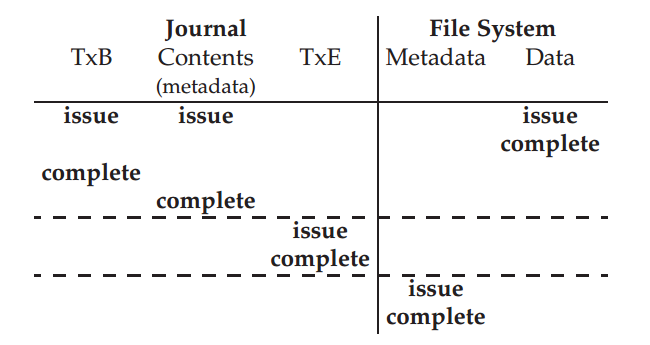 Journal File System
TxB Contents TxE Metadata Data
(metadata)
issue issue issue
complete
complete
complete
issue
complete
issue
complete